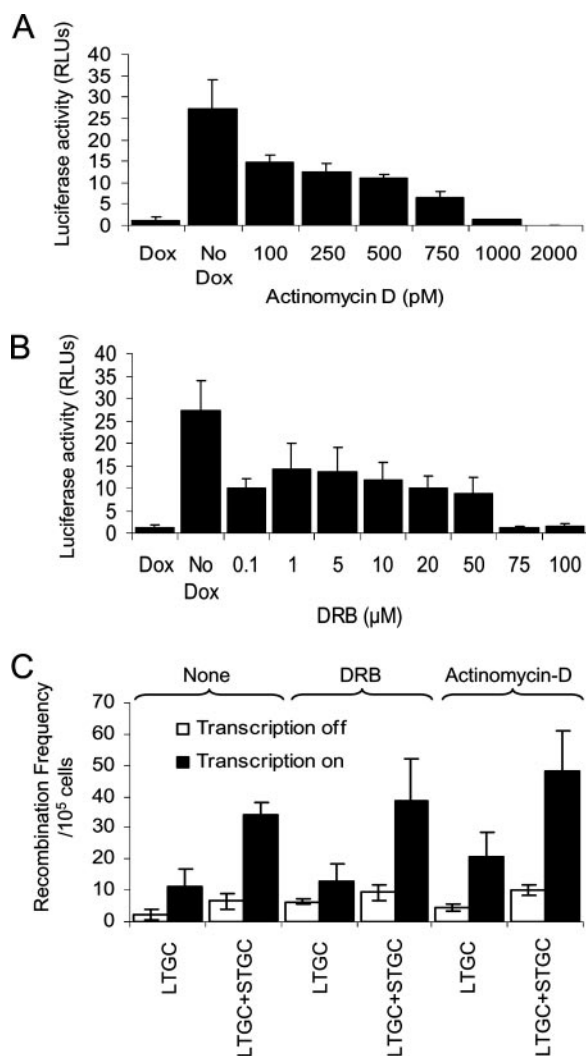 A
Luciferase activity (RLUs)
40
35
30
25
20
15
10
5
0
Dox No Dox 100 250 500 750 1000 2000
Actinomycin D (pM)
B
Luciferase activity (RLUs)
40
35
30
25
20
15
10
5
0
Dox No Dox 0.1 1 5 10 20 50 75 100
DRB (µM)
C
None DRB Actinomycin-D
Recombination Frequency
/10⁵ cells
70
60
50
40
30
20
10
0
Transcription off
Transcription on
LTGC LTGC+STGC LTGC LTGC+STGC LTGC LTGC+STGC